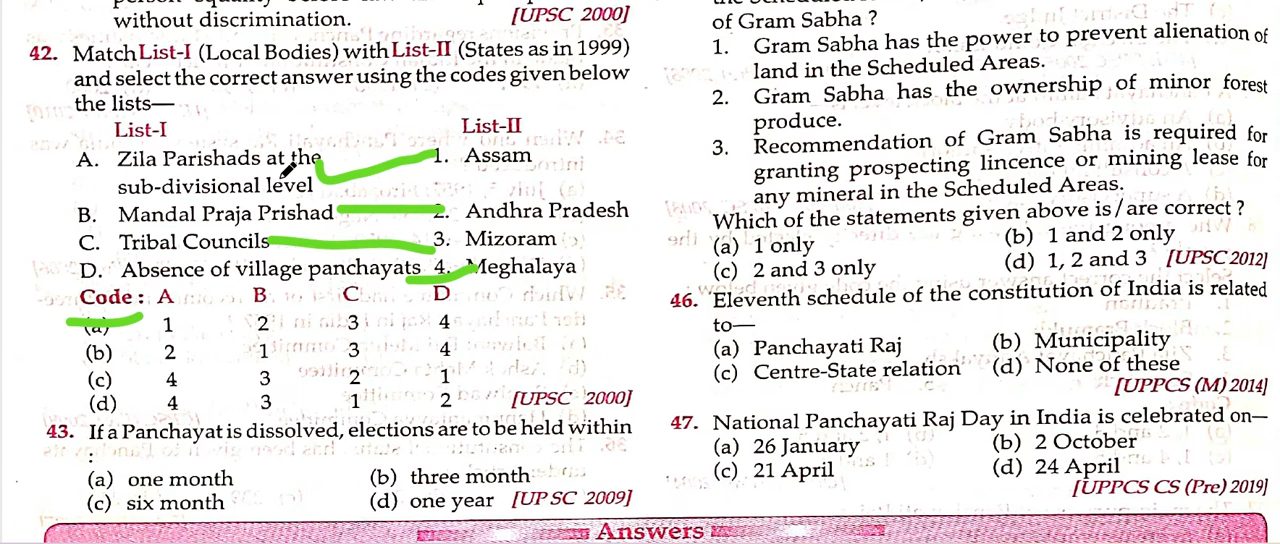 without discrimination. [UPSC 2000]
42. Match List-I (Local Bodies) with List-II (States as in 1999)
and select the correct answer using the codes given below
the lists—
List-I List-II
A. Zila Parishads at the 1. Assam
sub-divisional level
B. Mandal Praja Prishad 2. Andhra Pradesh
C. Tribal Councils 3. Mizoram
D. Absence of village panchayats 4. Meghalaya
Code : A B C D
(a) 1 2 3 4
(b) 2 1 3 4
(c) 4 3 2 1
(d) 4 3 1 2 [UPSC 2000]
43. If a Panchayat is dissolved, elections are to be held within
:
(a) one month (b) three month
(c) six month (d) one year [UP SC 2009]
of Gram Sabha ?
1. Gram Sabha has the power to prevent alienation of
land in the Scheduled Areas.
2. Gram Sabha has the ownership of minor forest
produce.
3. Recommendation of Gram Sabha is required for
granting prospecting lincence or mining lease for
any mineral in the Scheduled Areas.
Which of the statements given above is/are correct ?
(a) 1 only (b) 1 and 2 only
(c) 2 and 3 only (d) 1, 2 and 3 [UPSC 2012]
46. Eleventh schedule of the constitution of India is related
to—
(a) Panchayati Raj (b) Municipality
(c) Centre-State relation (d) None of these
[UPPCS (M) 2014]
47. National Panchayati Raj Day in India is celebrated on—
(a) 26 January (b) 2 October
(c) 21 April (d) 24 April
[UPPCS CS (Pre) 2019]
Answers